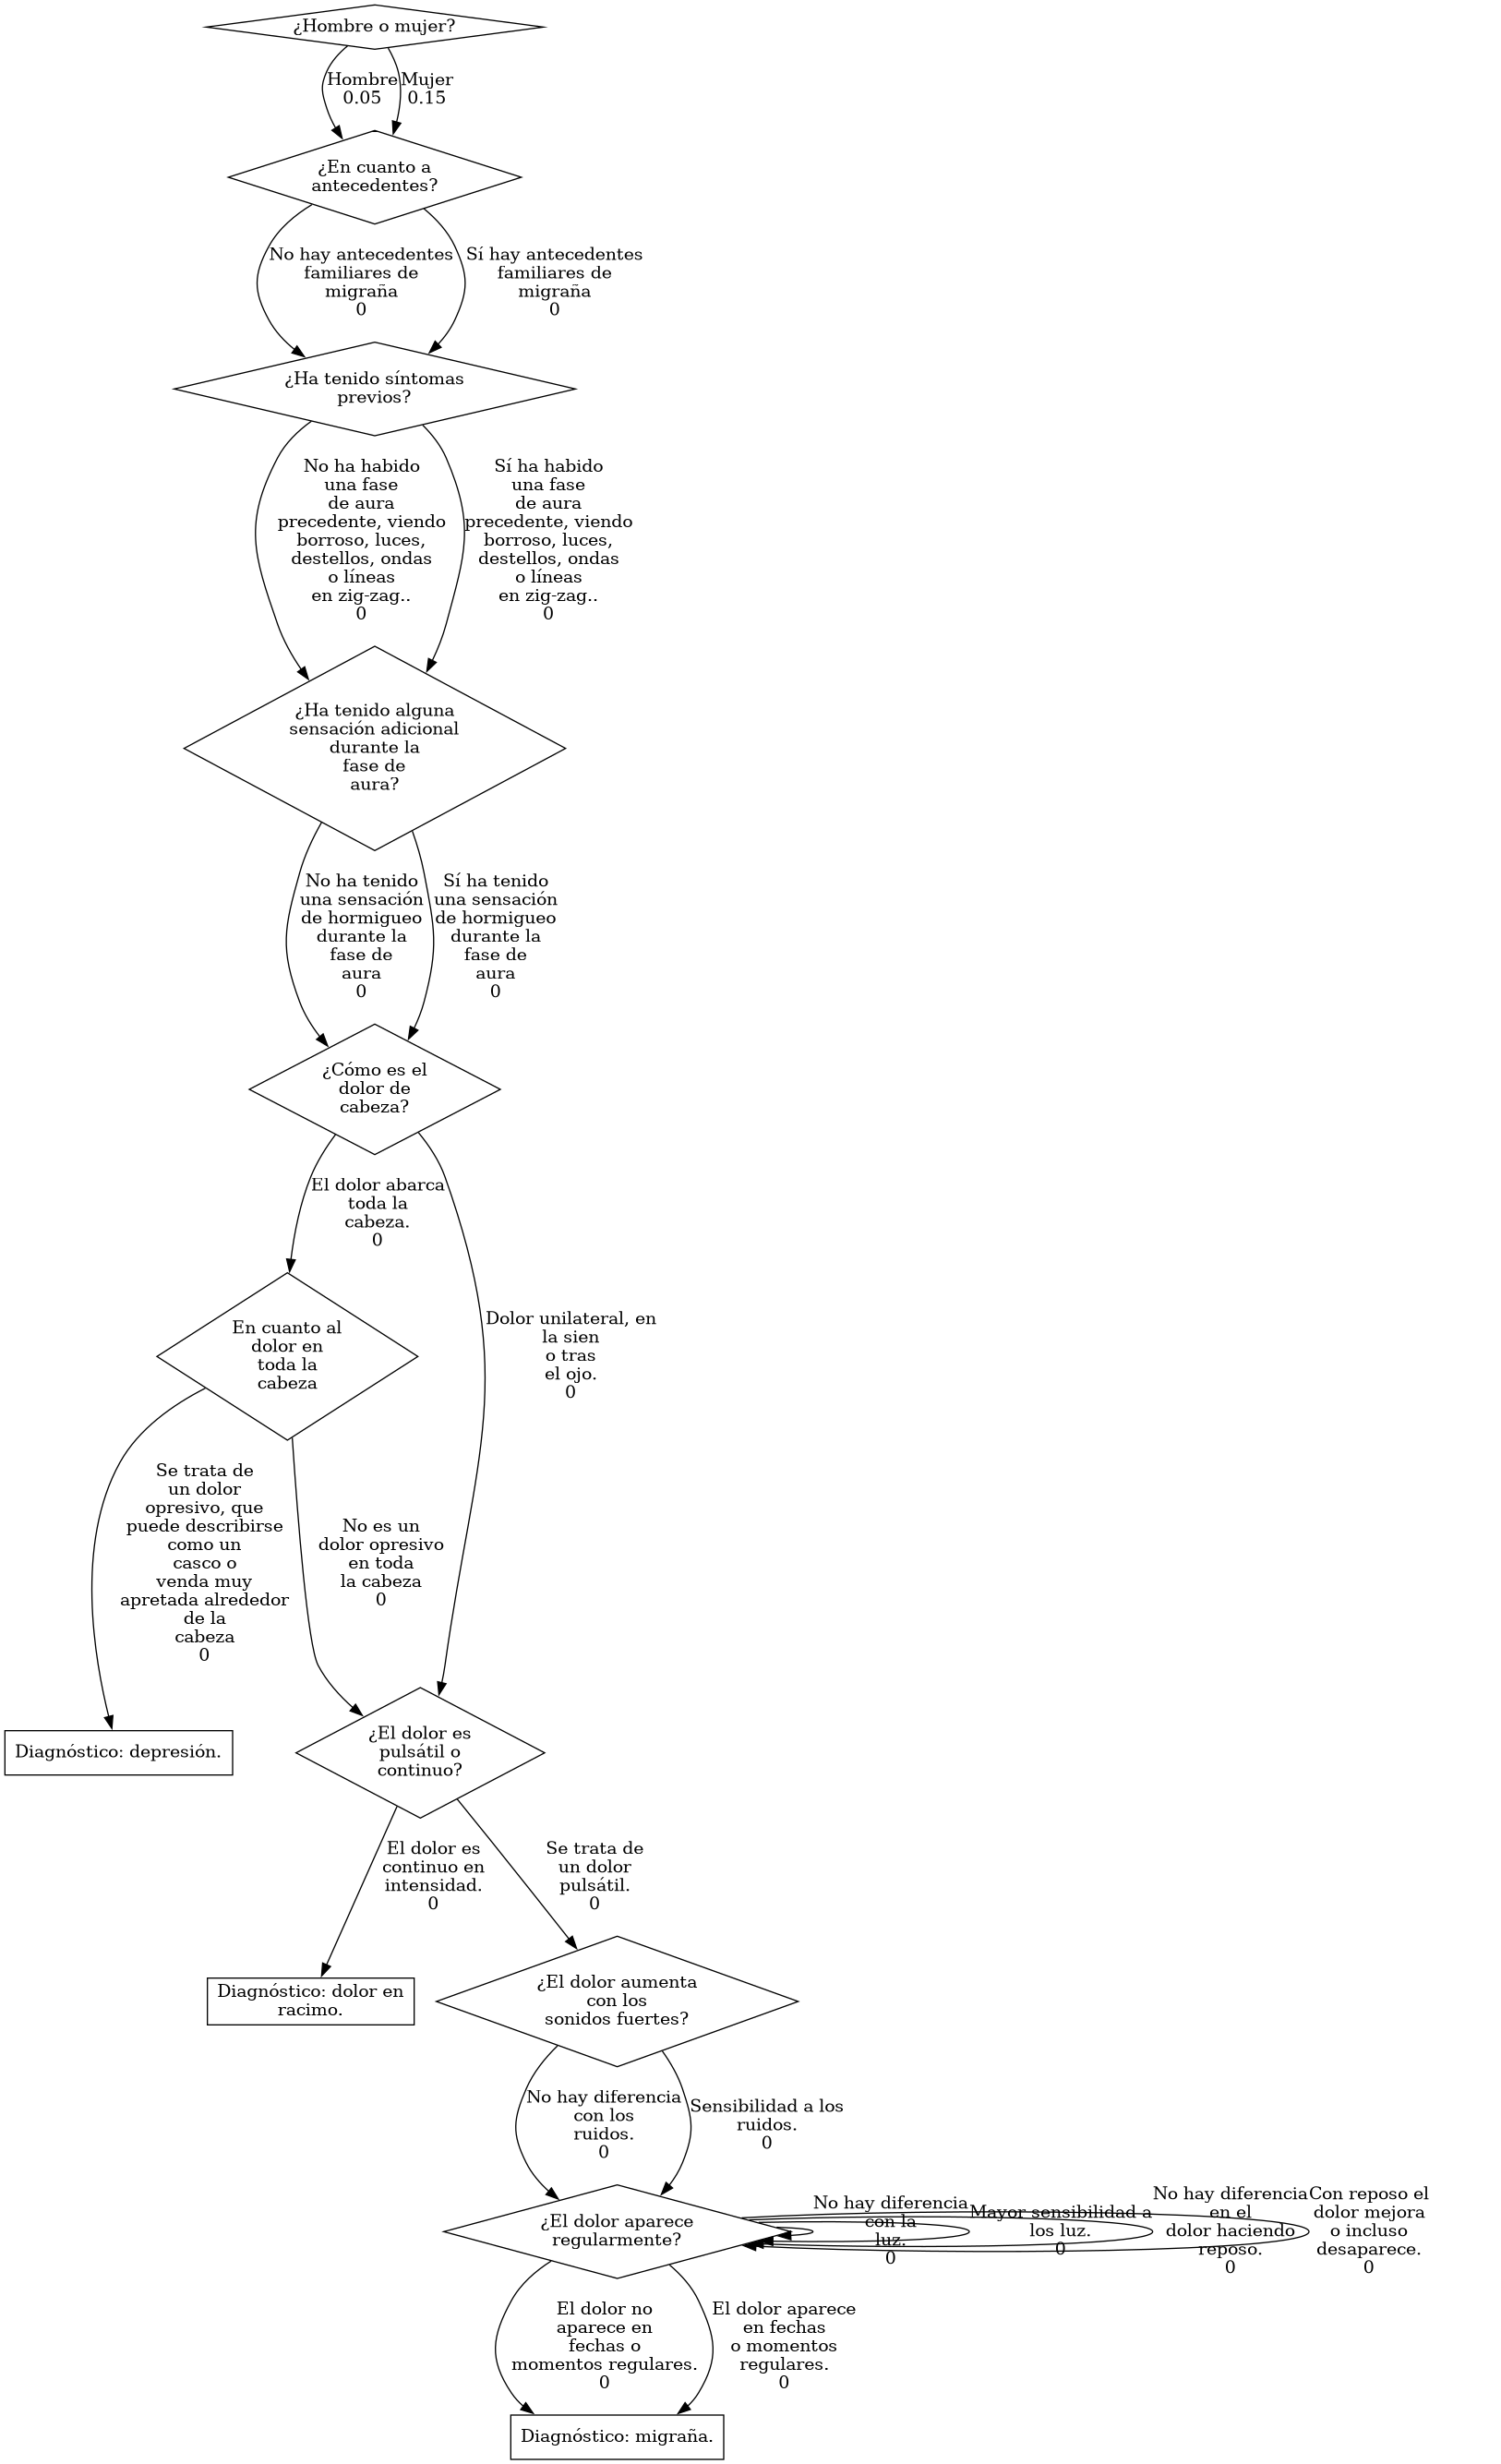 ¿Hombre o mujer?
Hombre
0.05
Mujer
0.15
¿En cuanto a
antecedentes?
No hay antecedentes
familiares de
migraña
0
Sí hay antecedentes
familiares de
migraña
0
¿Ha tenido síntomas
previos?
No ha habido
una fase
de aura
precedente, viendo
borroso, luces,
destellos, ondas
o líneas
en zig-zag..
0
Sí ha habido
una fase
de aura
precedente, viendo
borroso, luces,
destellos, ondas
o líneas
en zig-zag..
0
¿Ha tenido alguna
sensación adicional
durante la
fase de
aura?
No ha tenido
una sensación
de hormigueo
durante la
fase de
aura
0
Sí ha tenido
una sensación
de hormigueo
durante la
fase de
aura
0
¿Cómo es el
dolor de
cabeza?
El dolor abarca
toda la
cabeza.
0
Dolor unilateral, en
la sien
o tras
el ojo.
0
En cuanto al
dolor en
toda la
cabeza
Se trata de
un dolor
opresivo, que
puede describirse
como un
casco o
venda muy
apretada alrededor
de la
cabeza
0
No es un
dolor opresivo
en toda
la cabeza
0
Diagnóstico: depresión.
¿El dolor es
pulsátil o
continuo?
El dolor es
continuo en
intensidad.
0
Se trata de
un dolor
pulsátil.
0
Diagnóstico: dolor en
racimo.
¿El dolor aumenta
con los
sonidos fuertes?
No hay diferencia
con los
ruidos.
0
Sensibilidad a los
ruidos.
0
¿El dolor aparece
regularmente?
No hay diferencia
con la
luz.
0
Mayor sensibilidad a
los luz.
0
No hay diferencia
en el
dolor haciendo
reposo.
0
Con reposo el
dolor mejora
o incluso
desaparece.
0
El dolor no
aparece en
fechas o
momentos regulares.
0
El dolor aparece
en fechas
o momentos
regulares.
0
Diagnóstico: migraña.